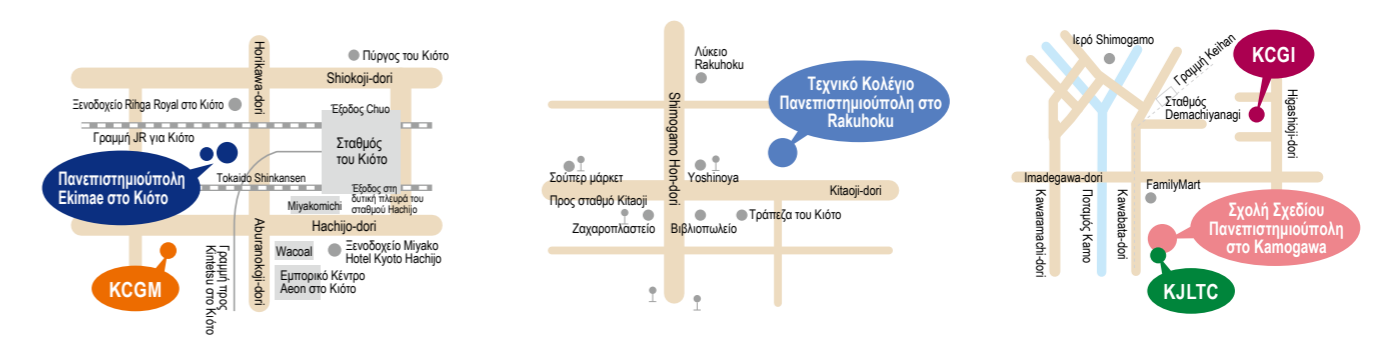 Horikawa-dori
Πύργος του Κιότο
Shiokoji-dori
Ξενοδοχείο Rihga Royal στο Κιότο
Έξοδος Chuo
Γραμμή JR για Κιότο
Σταθμός
του Κιότο
Πανεπιστημιούπολη
Ekimae στο Κιότο
Tokaido Shinkansen
Έξοδος στη
δυτική πλευρά του
σταθμού Hachijo
Miyakomichi
Hachijo-dori
Aburanokoji-dori
Wacoal
Ξενοδοχείο Miyako
Hotel Kyoto Hachijo
Εμπορικό Κέντρο
Aeon στο Κιότο
KCGM
Γραμμή προς
Kintetsu στο Κιότο
Λύκειο
Rakuhoku
Τεχνικό Κολέγιο
Πανεπιστημιούπολη στο
Rakuhoku
Shimogamo Hon-dori
Σούπερ μάρκετ
Yoshinoya
Kitaoji-dori
Προς σταθμό Kitaoji
Τράπεζα του Κιότο
Ζαχαροπλαστείο
Βιβλιοπωλείο
Ιερό Shimogamo
Γραμμή Keihan
KCGI
Σταθμός
Demachiyanagi
Higashioji-dori
Imadegawa-dori
FamilyMart
Kawaramachi-dori
Ποταμός Kamo
Kawabata-dori
Σχολή Σχεδίου
Πανεπιστημιούπολη
στο Kamogawa
KJLTC